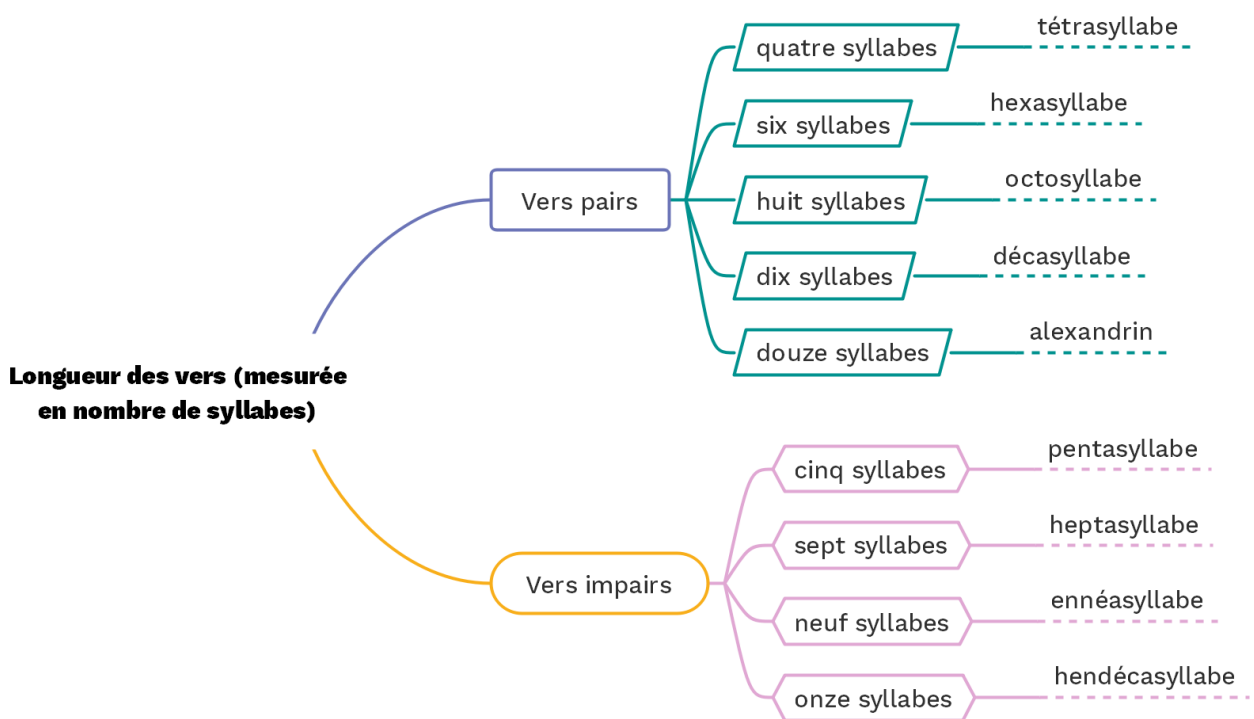 Longueur des vers (mesurée
en nombre de syllabes)
Vers pairs
quatre syllabes
tétrasyllabe
six syllabes
hexasyllabe
huit syllabes
octosyllabe
dix syllabes
décasyllabe
douze syllabes
alexandrin
Vers impairs
cinq syllabes
pentasyllabe
sept syllabes
heptasyllabe
neuf syllabes
ennéasyllabe
onze syllabes
hendécasyllabe